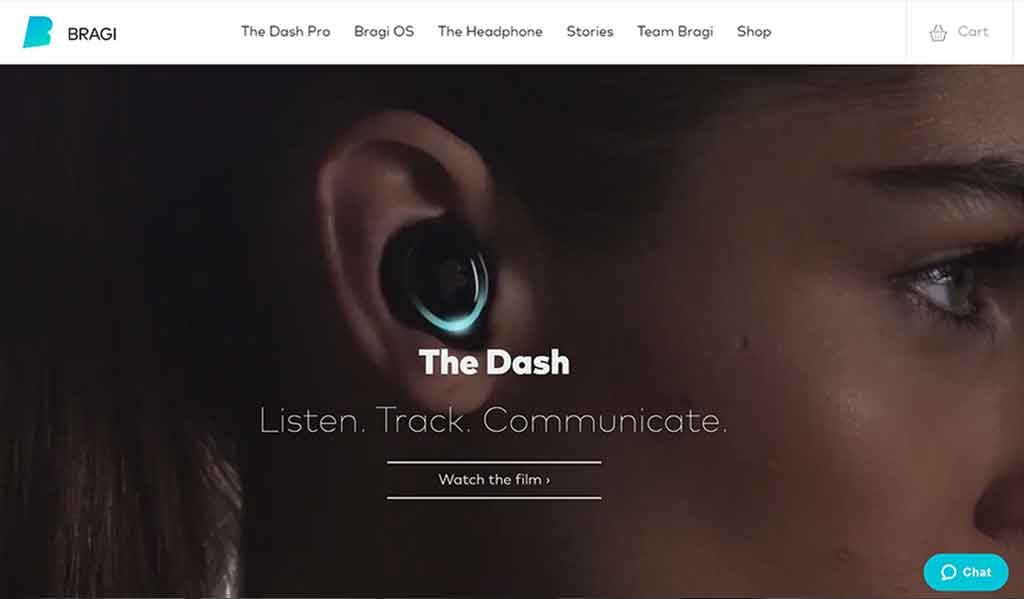 BRAGI
The Dash Pro
Bragi OS
The Headphone
Stories
Team Bragi
Shop
Cart
The Dash
Listen. Track. Communicate.
Watch the film ›
Chat